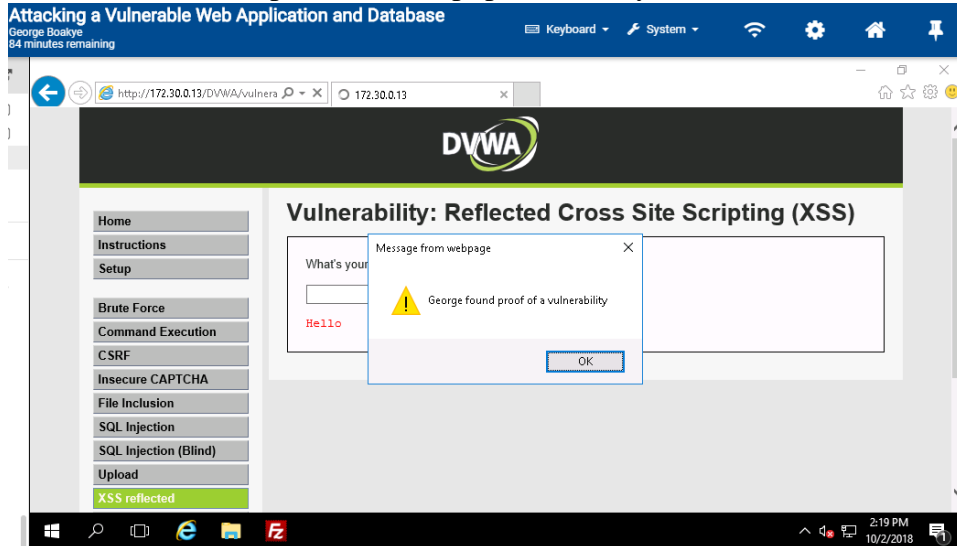 Attacking a Vulnerable Web Application and Database
George Boakye
84 minutes remaining
Keyboard
System
http://172.30.0.13/DVWA/vulnera
172.30.0.13
DVWA
Home
Instructions
Setup
Brute Force
Command Execution
CSRF
Insecure CAPTCHA
File Inclusion
SQL Injection
SQL Injection (Blind)
Upload
XSS reflected
Vulnerability: Reflected Cross Site Scripting (XSS)
What's your
Hello
Message from webpage
George found proof of a vulnerability
OK
2:19 PM
10/2/2018